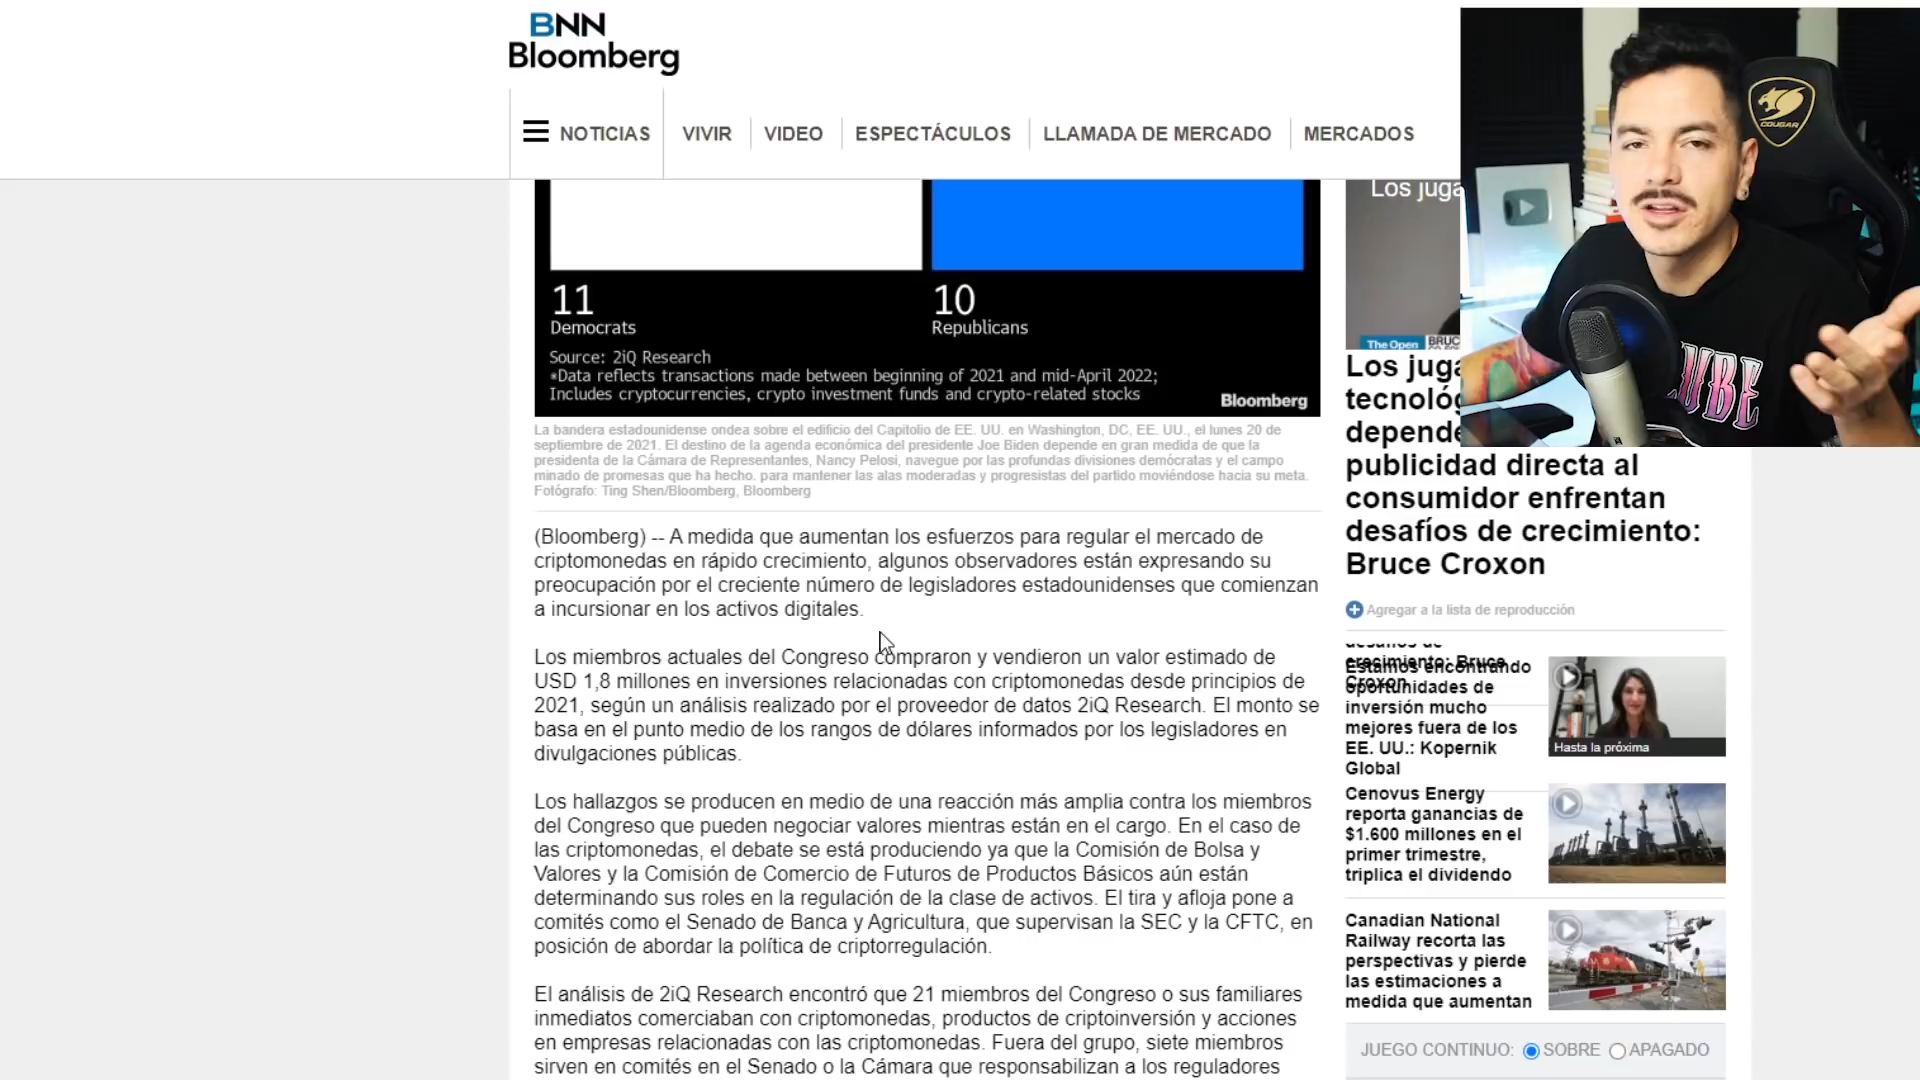 BNN
Bloomberg
NOTICIAS
VIVIR
VIDEO
ESPECTÁCULOS
LLAMADA DE MERCADO
MERCADOS
11
Democrats
10
Republicans
Source: 2iQ Research
*Data reflects transactions made between beginning of 2021 and mid-April 2022;
Includes cryptocurrencies, crypto investment funds and crypto-related stocks
Bloomberg
La bandera estadounidense ondea sobre el edificio del Capitolio de EE. UU. en Washington, DC, EE. UU., el lunes 20 de
septiembre de 2021. El destino de la agenda económica del presidente Joe Biden depende en gran medida de que la
presidenta de la Cámara de Representantes, Nancy Pelosi, navegue por las profundas divisiones demócratas y el campo
minado de promesas que ha hecho. para mantener las alas moderadas y progresistas del partido moviéndose hacia su meta.
Fotógrafo: Ting Shen/Bloomberg, Bloomberg
(Bloomberg) -- A medida que aumentan los esfuerzos para regular el mercado de
criptomonedas en rápido crecimiento, algunos observadores están expresando su
preocupación por el creciente número de legisladores estadounidenses que comienzan
a incursionar en los activos digitales.
Los miembros actuales del Congreso compraron y vendieron un valor estimado de
USD 1,8 millones en inversiones relacionadas con criptomonedas desde principios de
2021, según un análisis realizado por el proveedor de datos 2iQ Research. El monto se
basa en el punto medio de los rangos de dólares informados por los legisladores en
divulgaciones públicas.
Los hallazgos se producen en medio de una reacción más amplia contra los miembros
del Congreso que pueden negociar valores mientras están en el cargo. En el caso de
las criptomonedas, el debate se está produciendo ya que la Comisión de Bolsa y
Valores y la Comisión de Comercio de Futuros de Productos Básicos aún están
determinando sus roles en la regulación de la clase de activos. El tira y afloja pone a
comités como el Senado de Banca y Agricultura, que supervisan la SEC y la CFTC, en
posición de abordar la política de criptorregulación.
El análisis de 2iQ Research encontró que 21 miembros del Congreso o sus familiares
inmediatos comerciaban con criptomonedas, productos de criptoinversión y acciones
en empresas relacionadas con las criptomonedas. Fuera del grupo, siete miembros
sirven en comités en el Senado o la Cámara que responsabilizan a los reguladores
Los juga
The Open
BRUC
Los juga
tecnológ
depende
publicidad directa al
consumidor enfrentan
desafíos de crecimiento:
Bruce Croxon
Agregar a la lista de reproducción
desafíos de
crecimiento: Bruce
Croxon
Estamos encontrando
oportunidades de
inversión mucho
mejores fuera de los
EE. UU.: Kopernik
Global
Hasta la próxima
Cenovus Energy
reporta ganancias de
$1.600 millones en el
primer trimestre,
triplica el dividendo
Canadian National
Railway recorta las
perspectivas y pierde
las estimaciones a
medida que aumentan
JUEGO CONTINUO: SOBRE APAGADO
COUGAR
UBE